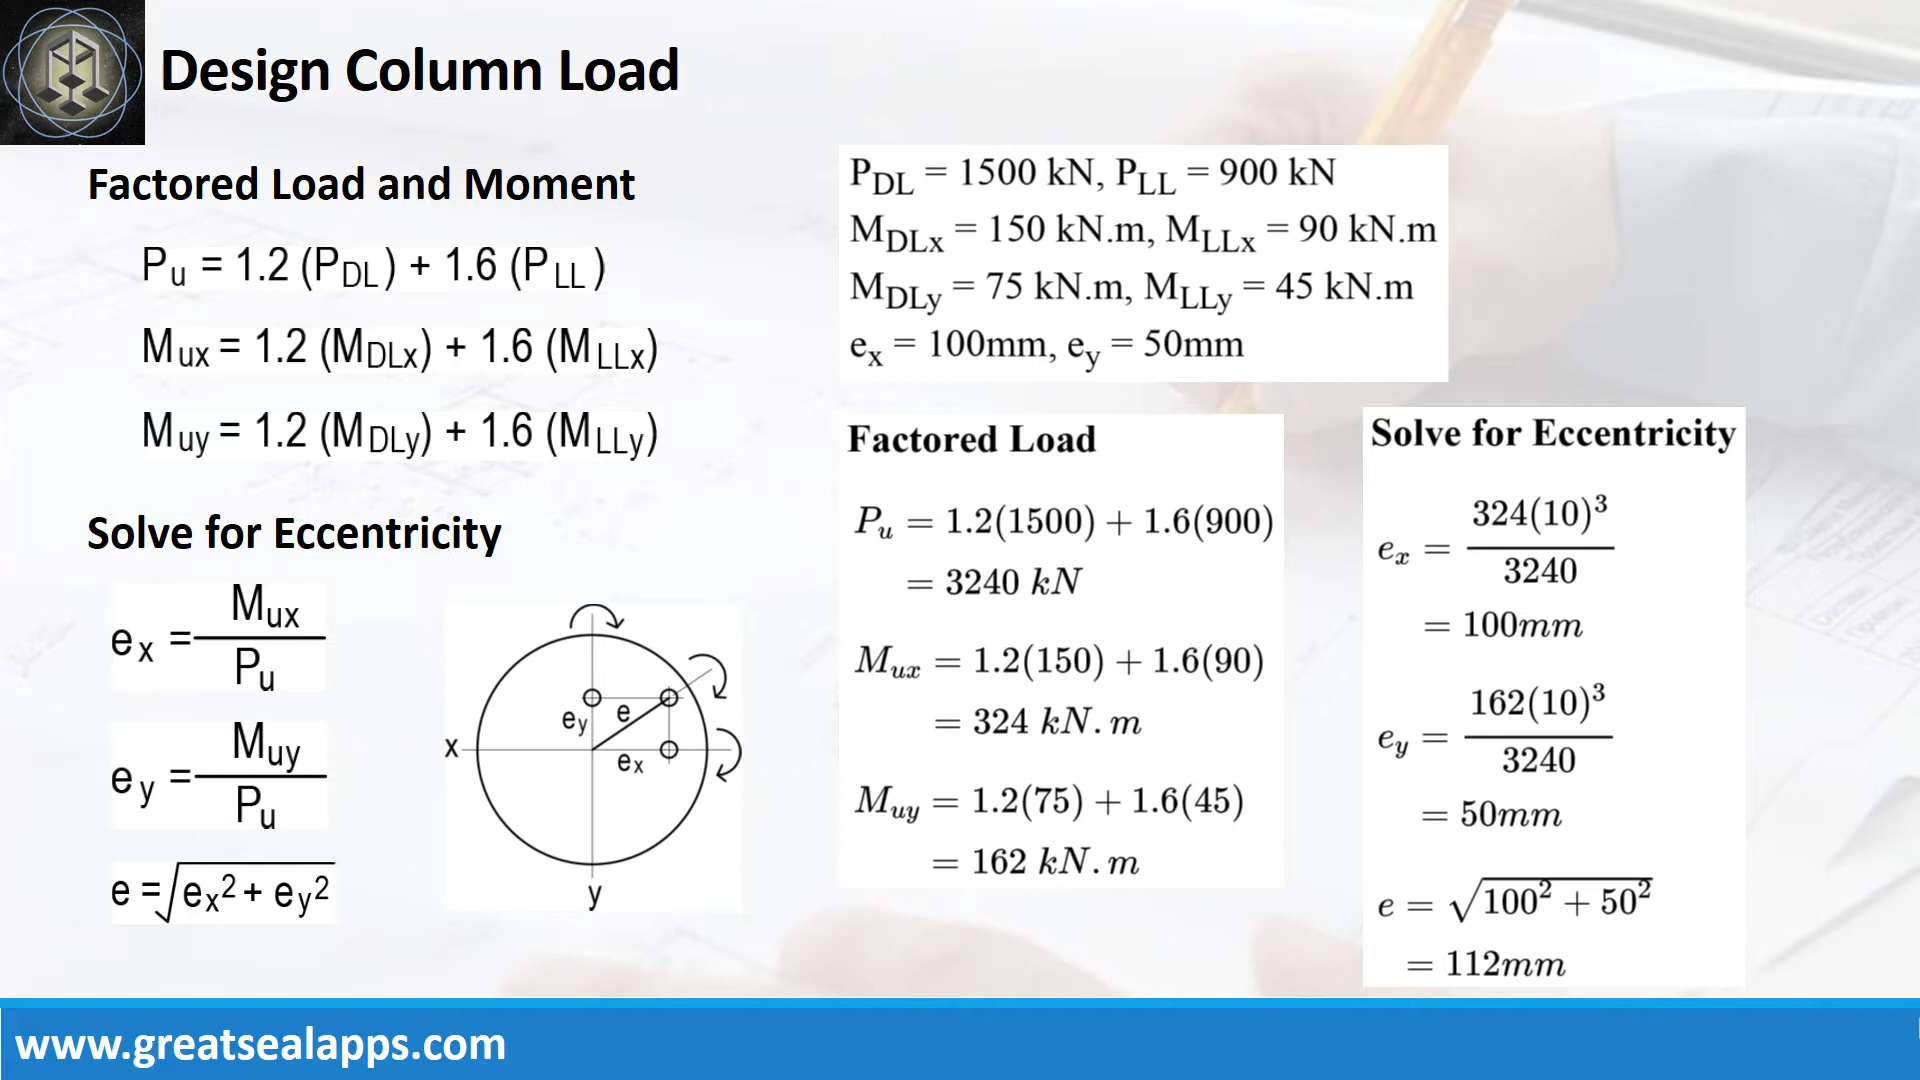 Design Column Load
Factored Load and Moment
Pu = 1.2 (PDL) + 1.6 (PLL)
Mux = 1.2 (MDLx) + 1.6 (MLLx)
Muy = 1.2 (MDLy) + 1.6 (MLLy)
Solve for Eccentricity
ex = Mux / Pu
ey = Muy / Pu
e = √ex² + ey²
ey
e
ex
x
y
PDL = 1500 kN, PLL = 900 kN
MDLx = 150 kN.m, MLLx = 90 kN.m
MDLy = 75 kN.m, MLLy = 45 kN.m
ex = 100mm, ey = 50mm
Factored Load
Pu = 1.2(1500) + 1.6(900)
= 3240 kN
Mux = 1.2(150) + 1.6(90)
= 324 kN.m
Muy = 1.2(75) + 1.6(45)
= 162 kN.m
Solve for Eccentricity
ex = 324(10)³ / 3240
= 100mm
ey = 162(10)³ / 3240
= 50mm
e = √100² + 50²
= 112mm
www.greatsealapps.com